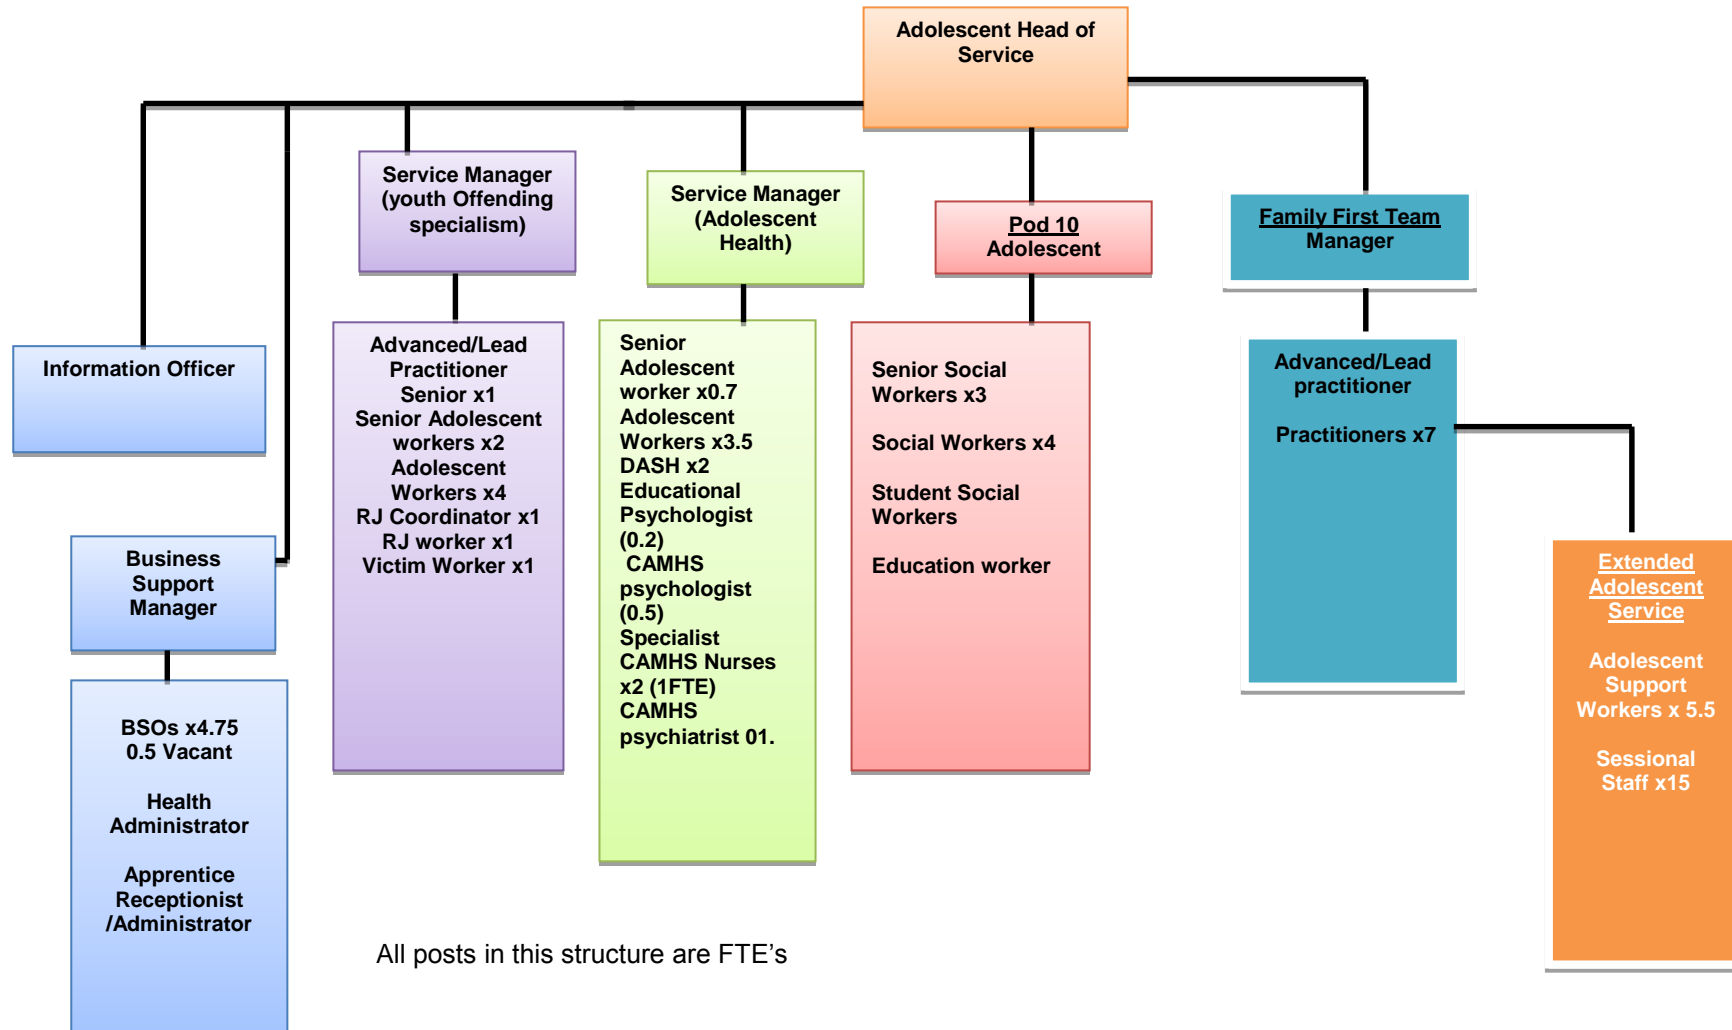 Adolescent Head of
Service
Service Manager
(youth Offending
specialism)
Service Manager
(Adolescent
Health)
Pod 10
Adolescent
Family First Team
Manager
Information Officer
Advanced/Lead
Practitioner
Senior x1
Senior Adolescent
workers x2
Adolescent
Workers x4
RJ Coordinator x1
RJ worker x1
Victim Worker x1
Senior
Adolescent
worker x0.7
Adolescent
Workers x3.5
DASH x2
Educational
Psychologist
(0.2)
CAMHS
psychologist
(0.5)
Specialist
CAMHS Nurses
x2 (1FTE)
CAMHS
psychiatrist 01.
Senior Social
Workers x3
Social Workers x4
Student Social
Workers
Education worker
Advanced/Lead
practitioner
Practitioners x7
Business
Support
Manager
Extended
Adolescent
Service
Adolescent
Support
Workers x 5.5
Sessional
Staff x15
BSOs x4.75
0.5 Vacant
Health
Administrator
Apprentice
Receptionist
/Administrator
All posts in this structure are FTE’s